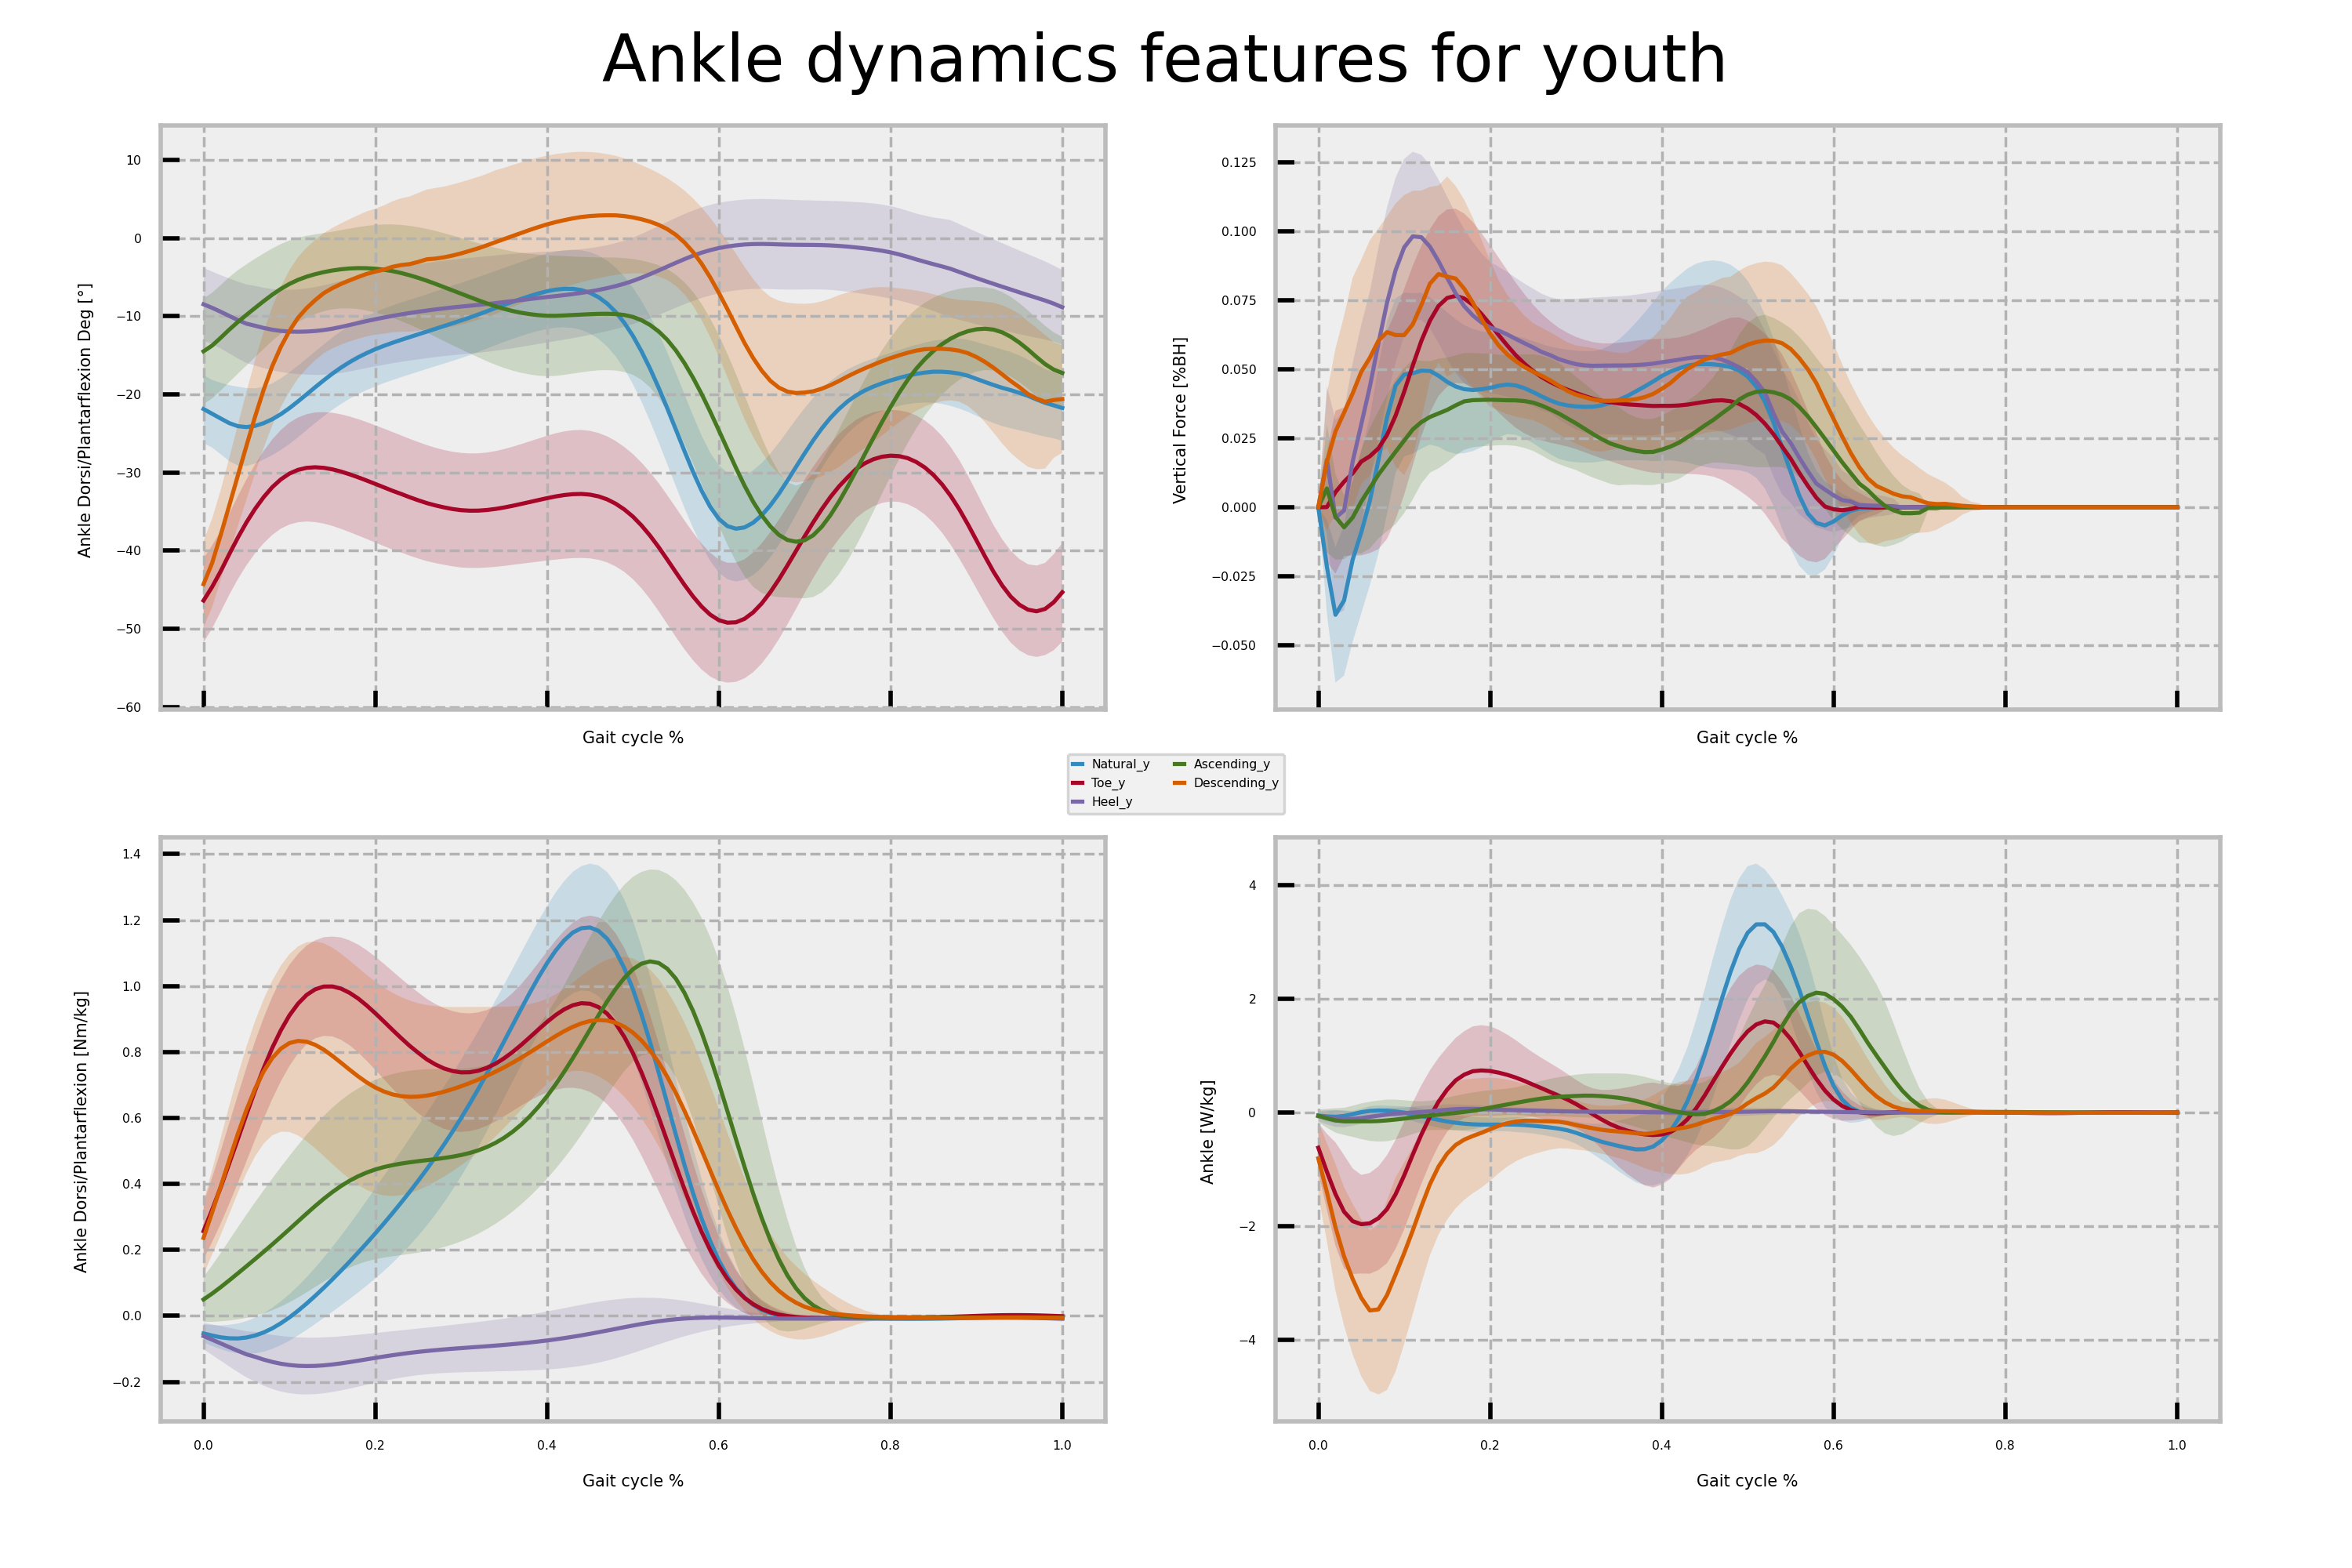 Ankle dynamics features for youth
10
0
−10
−20
−30
−40
−50
−60
Ankle Dorsi/Plantarflexion Deg [°]
Gait cycle %
0.125
0.100
0.075
0.050
0.025
0.000
−0.025
−0.050
Vertical Force [%BH]
Gait cycle %
Natural_y
Toe_y
Heel_y
Ascending_y
Descending_y
1.4
1.2
1.0
0.8
0.6
0.4
0.2
0.0
−0.2
Ankle Dorsi/Plantarflexion [Nm/kg]
0.0 0.2 0.4 0.6 0.8 1.0
Gait cycle %
4
2
0
−2
−4
Ankle [W/kg]
0.0 0.2 0.4 0.6 0.8 1.0
Gait cycle %